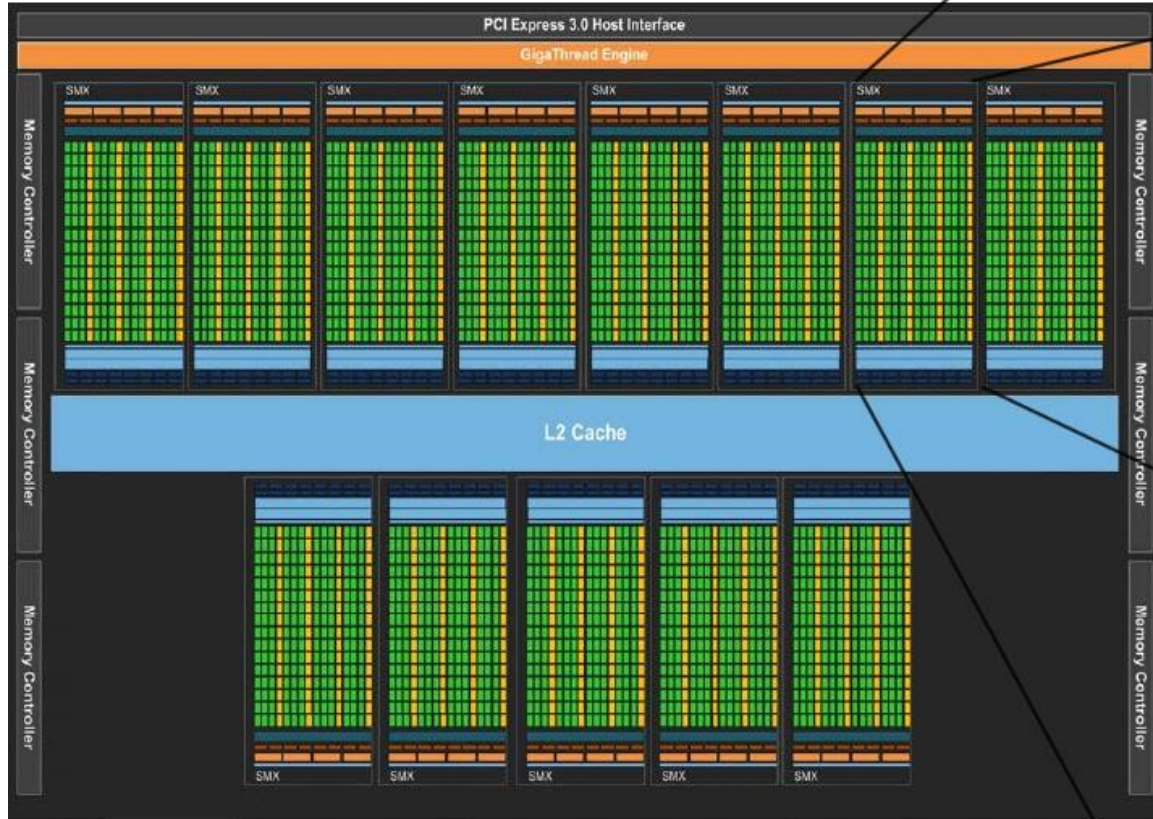 PCI Express 3.0 Host Interface
GigaThread Engine
SMX SMX SMX SMX SMX SMX SMX SMX
Memory Controller
Memory Controller
Memory Controller
Memory Controller
L2 Cache
Memory Controller
Memory Controller
SMX SMX SMX SMX SMX